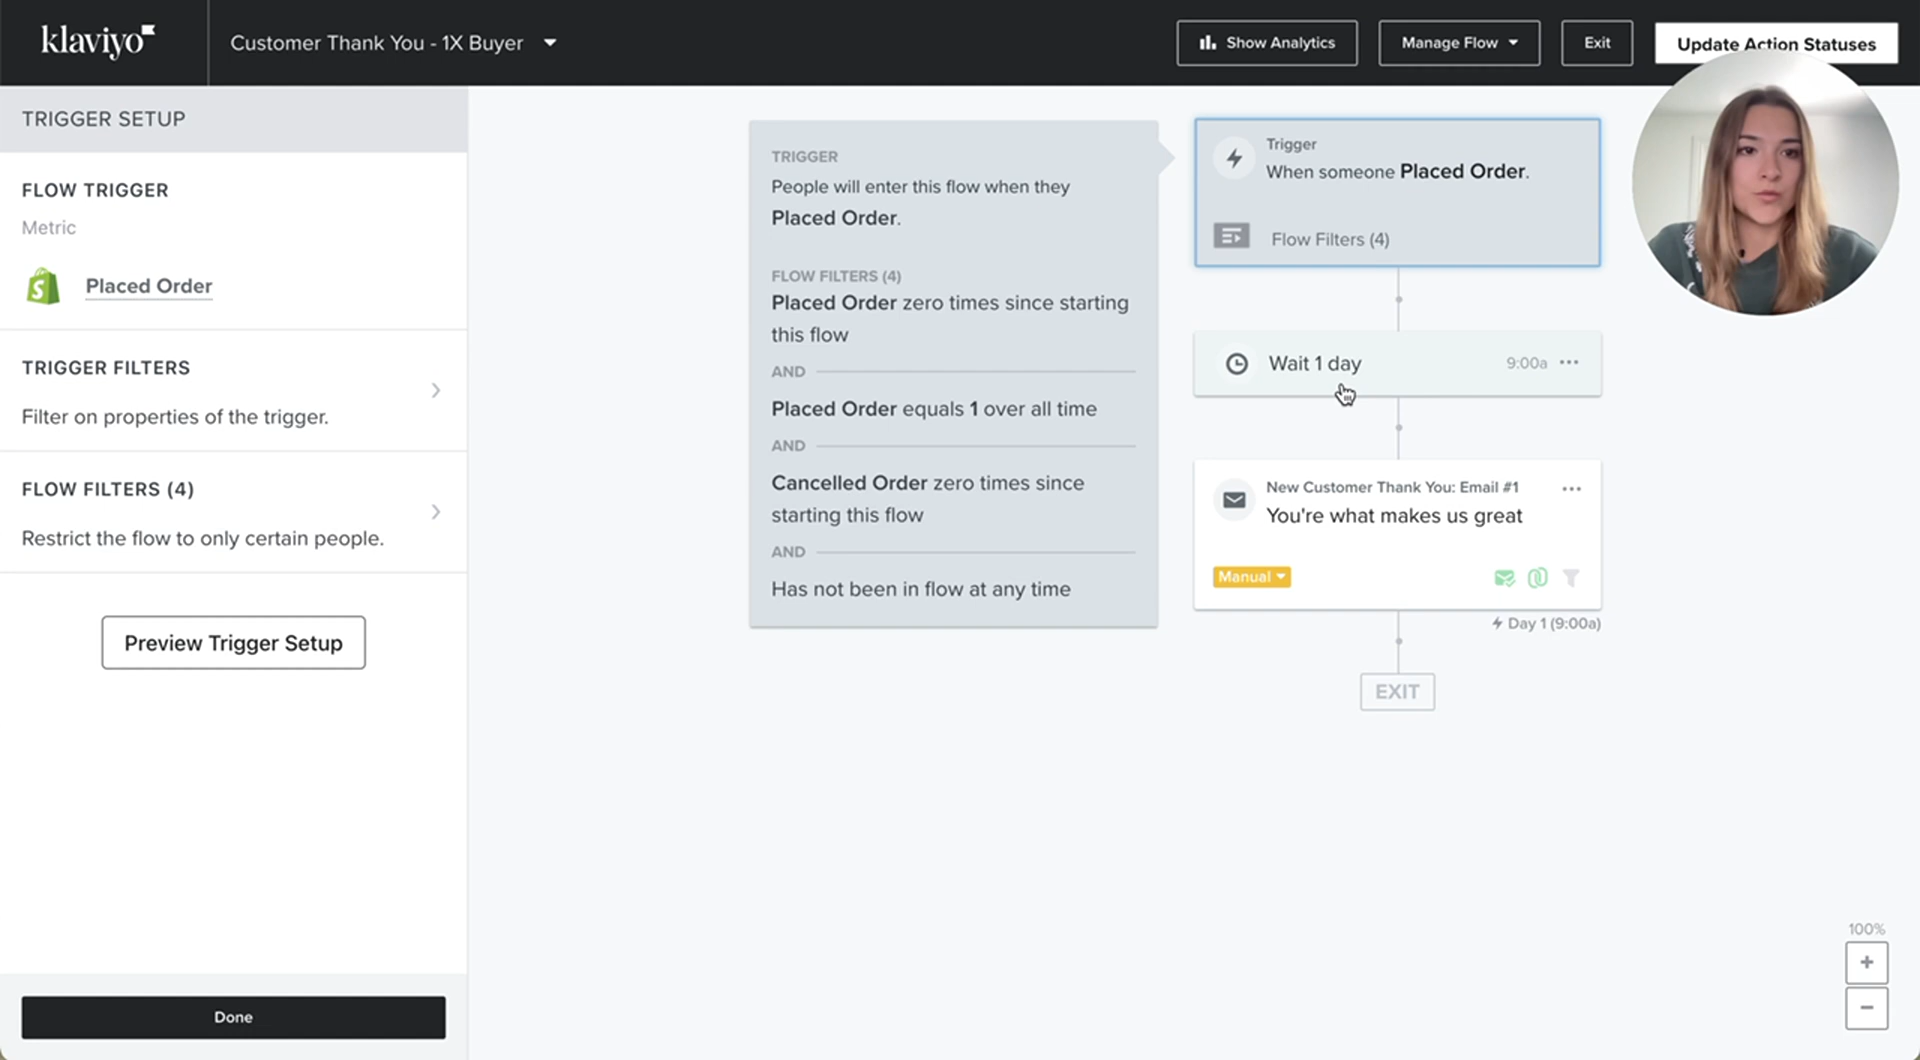 klaviyo
Customer Thank You - 1X Buyer
Show Analytics
Manage Flow
Exit
Update Action Statuses
TRIGGER SETUP
FLOW TRIGGER
Metric
Placed Order
TRIGGER FILTERS
Filter on properties of the trigger.
FLOW FILTERS (4)
Restrict the flow to only certain people.
Preview Trigger Setup
Done
TRIGGER
People will enter this flow when they
Placed Order.
FLOW FILTERS (4)
Placed Order zero times since starting
this flow
AND
Placed Order equals 1 over all time
AND
Cancelled Order zero times since
starting this flow
AND
Has not been in flow at any time
Trigger
When someone Placed Order.
Flow Filters (4)
Wait 1 day
9:00a
New Customer Thank You: Email #1
You're what makes us great
Manual
Day 1 (9:00a)
EXIT
100%
+
−